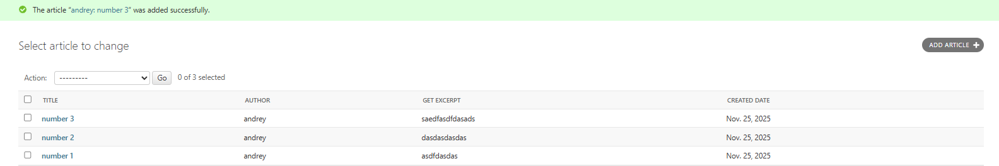 The article “andrey: number 3” was added successfully.
Select article to change
ADD ARTICLE +
Action: --------- Go 0 of 3 selected
TITLE AUTHOR GET EXCERPT CREATED DATE
number 3 andrey saedfasdfdasads Nov. 25, 2025
number 2 andrey dasdasdasdas Nov. 25, 2025
number 1 andrey asdfdasdas Nov. 25, 2025